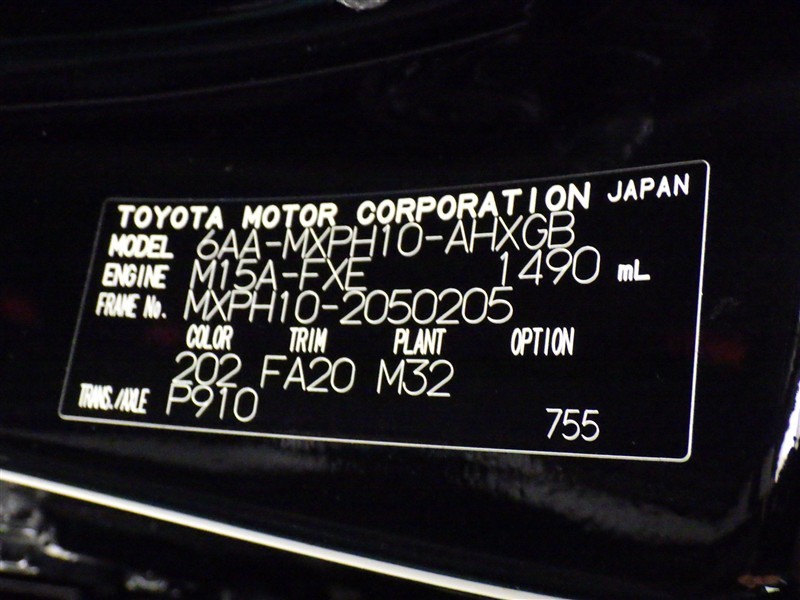 TOYOTA MOTOR CORPORATION JAPAN
MODEL 6AA-MXPH10-AHXGB
ENGINE M15A-FXE 1490 mL
FRAME No. MXPH10-2050205
COLOR TRIM PLANT OPTION
202 FA20 M32
TRANS./AXLE P910
755